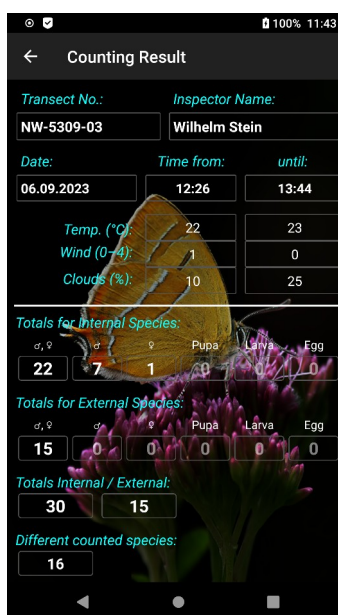 100% 11:43
Counting Result
Transect No.: Inspector Name:
NW-5309-03 Wilhelm Stein
Date: Time from: until:
06.09.2023 12:26 13:44
Temp. (°C): 22 23
Wind (0–4): 1 0
Clouds (%): 10 25
Totals for Internal Species:
♂,♀ ♂ ♀ Pupa Larva Egg
22 7 1 0 0 0
Totals for External Species:
♂,♀ ♂ ♀ Pupa Larva Egg
15 0 0 0 0 0
Totals Internal / External:
30 15
Different counted species:
16